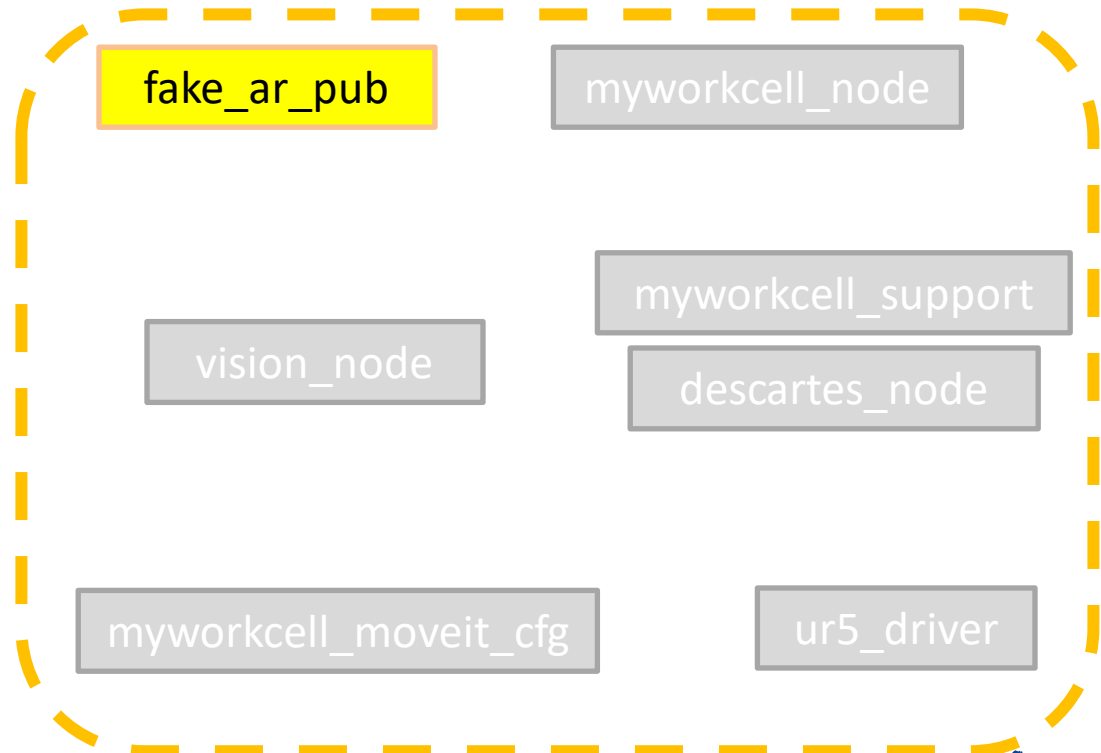 fake_ar_pub
myworkcell_node
myworkcell_support
vision_node
descartes_node
myworkcell_moveit_cfg
ur5_driver